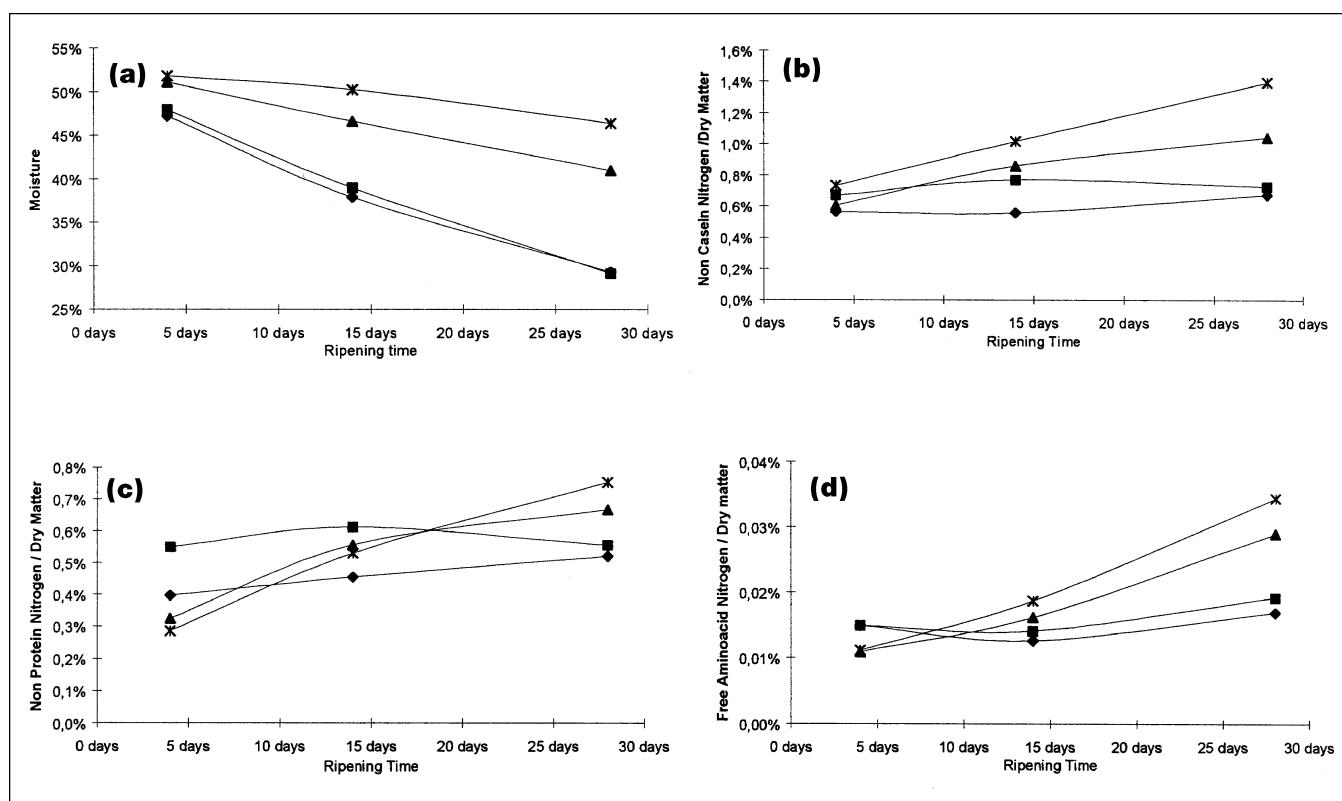 (a)
Moisture
55%
50%
45%
40%
35%
30%
25%
0 days 5 days 10 days 15 days 20 days 25 days 30 days
Ripening time
(b)
Non Casein Nitrogen /Dry Matter
1,6%
1,4%
1,2%
1,0%
0,8%
0,6%
0,4%
0,2%
0,0%
0 days 5 days 10 days 15 days 20 days 25 days 30 days
Ripening Time
(c)
Non Protein Nitrogen / Dry Matter
0,8%
0,7%
0,6%
0,5%
0,4%
0,3%
0,2%
0,1%
0,0%
0 days 5 days 10 days 15 days 20 days 25 days 30 days
Ripening Time
(d)
Free Aminoacid Nitrogen / Dry matter
0,04%
0,03%
0,02%
0,01%
0,00%
0 days 5 days 10 days 15 days 20 days 25 days 30 days
Ripening Time